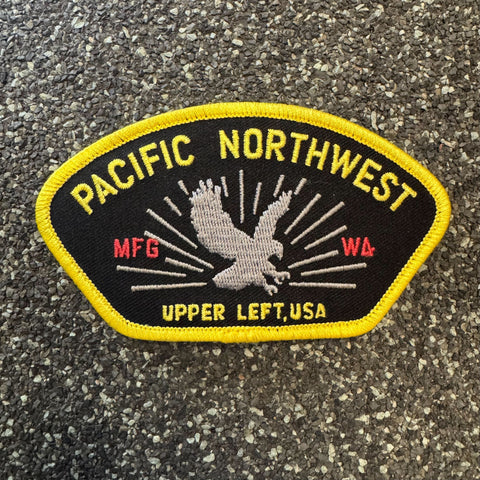 PACIFIC NORTHWEST
MFG WA
UPPER LEFT, USA